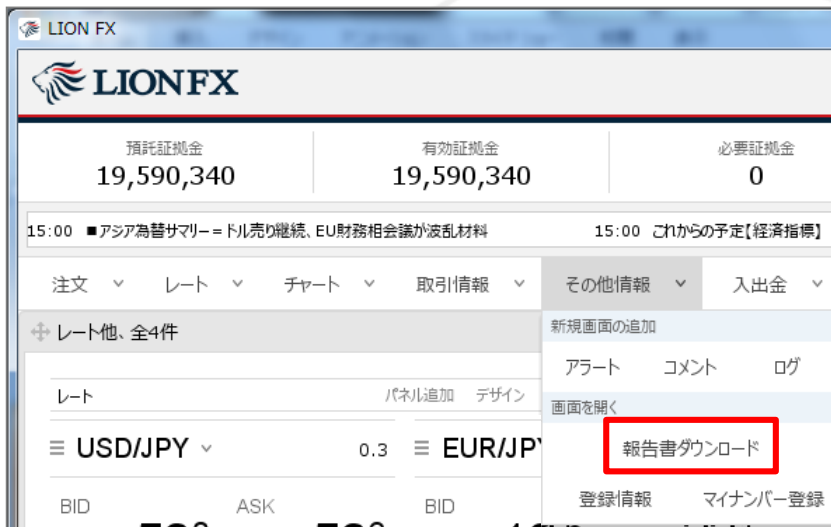 LION FX
LION FX
預託証拠金 有効証拠金 必要証拠金
19,590,340 19,590,340 0
15:00 ■アジア為替サマリー=ドル売り継続、EU財務相会議が波乱材料 15:00 これからの予定【経済指標】
注文 レート チャート 取引情報 その他情報 入出金
レート他、全4件
新規画面の追加
アラート コメント ログ
レート パネル追加 デザイン
画面を開く
USD/JPY 0.3 EUR/JPY
報告書ダウンロード
登録情報 マイナンバー登録
BID ASK BID